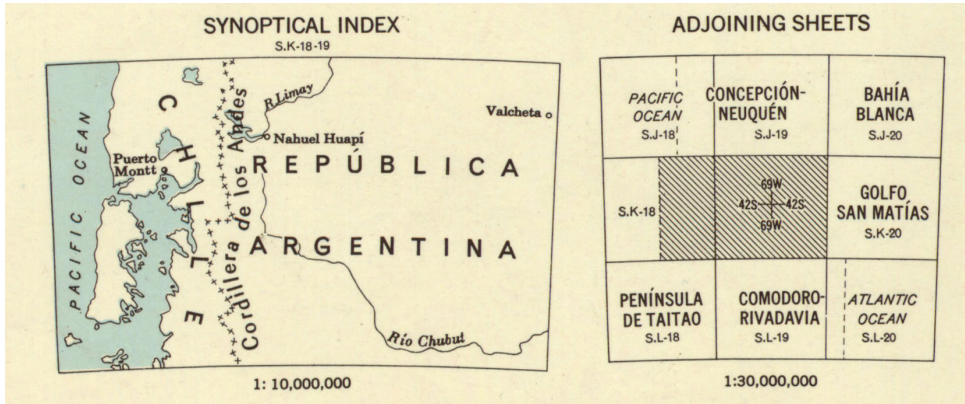 SYNOPTICAL INDEX
S.K-18-19
PACIFIC OCEAN
CHILE
Cordillera de los Andes
R.Limay
Valcheta
Nahuel Huapí
Puerto
Montt
REPÚBLICA
ARGENTINA
Río Chubut
1: 10,000,000
ADJOINING SHEETS
PACIFIC
OCEAN
S.J-18
CONCEPCIÓN-
NEUQUÉN
S.J-19
BAHÍA
BLANCA
S.J-20
S.K-18
69W
42S 42S
69W
GOLFO
SAN MATÍAS
S.K-20
PENÍNSULA
DE TAITAO
S.L-18
COMODORO-
RIVADAVIA
S.L-19
ATLANTIC
OCEAN
S.L-20
1:30,000,000